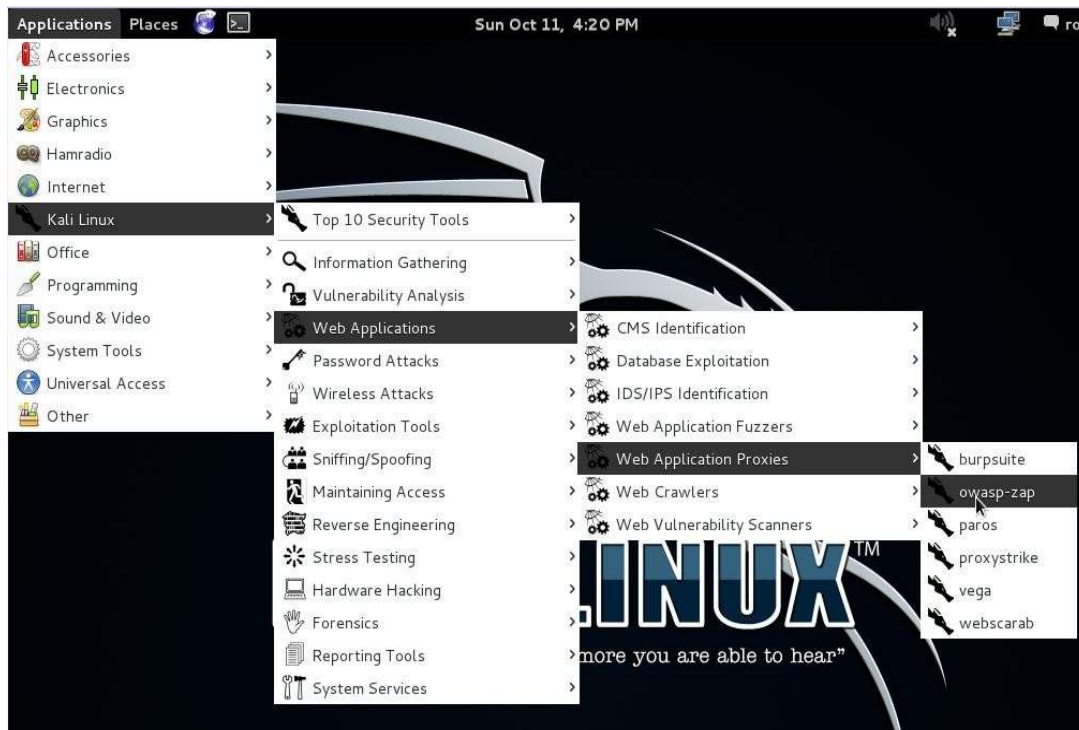 Applications Places Sun Oct 11, 4:20 PM ro
Accessories
Electronics
Graphics
Hamradio
Internet
Kali Linux
Office
Programming
Sound & Video
System Tools
Universal Access
Other
Top 10 Security Tools
Information Gathering
Vulnerability Analysis
Web Applications
Password Attacks
Wireless Attacks
Exploitation Tools
Sniffing/Spoofing
Maintaining Access
Reverse Engineering
Stress Testing
Hardware Hacking
Forensics
Reporting Tools
System Services
CMS Identification
Database Exploitation
IDS/IPS Identification
Web Application Fuzzers
Web Application Proxies
Web Crawlers
Web Vulnerability Scanners
burpsuite
owasp-zap
paros
proxystrike
vega
webscarab
LINUX™
more you are able to hear”